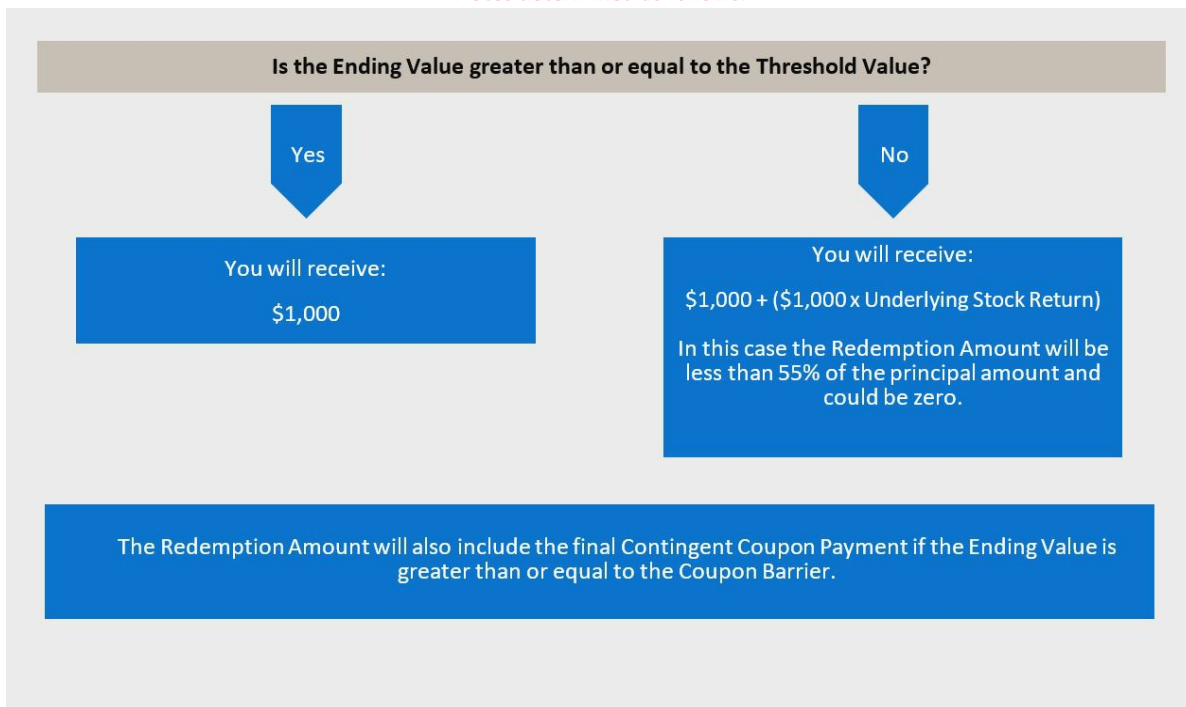 Is the Ending Value greater than or equal to the Threshold Value?
Yes
No
You will receive:
$1,000
You will receive:
$1,000 + ($1,000 x Underlying Stock Return)
In this case the Redemption Amount will be
less than 55% of the principal amount and
could be zero.
The Redemption Amount will also include the final Contingent Coupon Payment if the Ending Value is
greater than or equal to the Coupon Barrier.